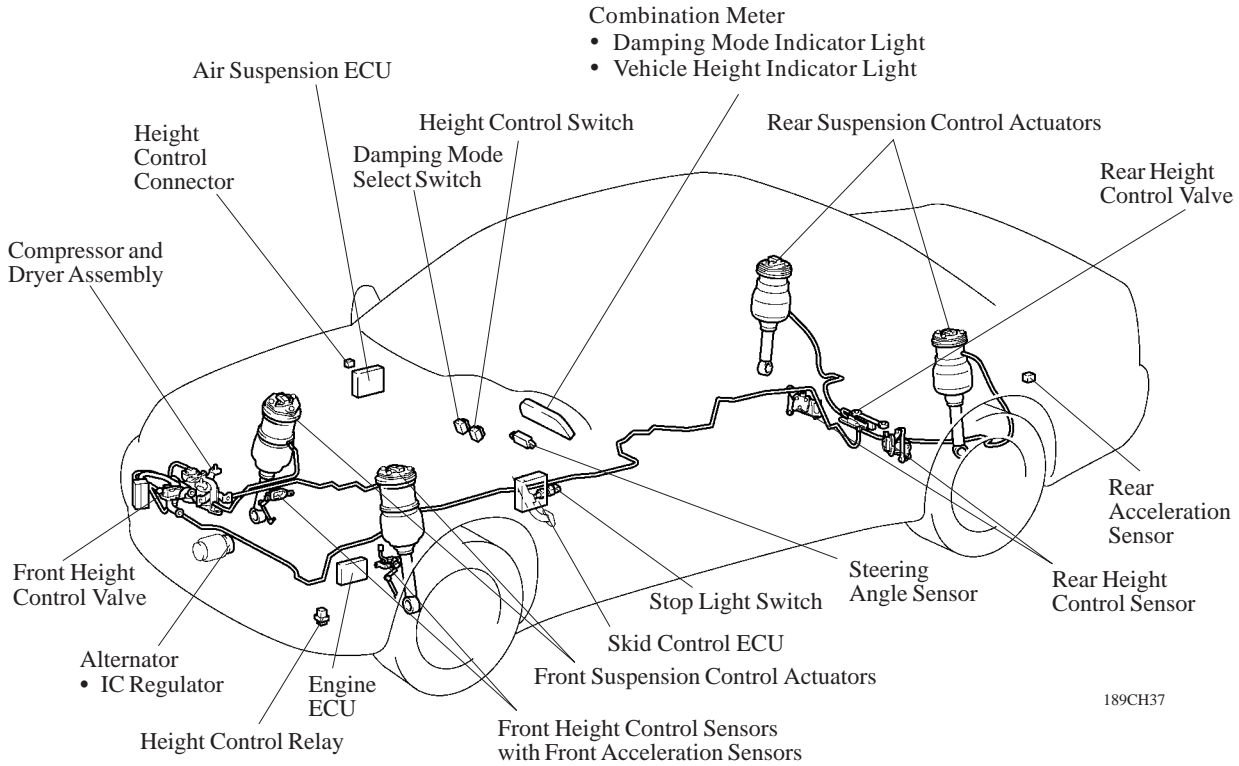 Combination Meter
• Damping Mode Indicator Light
• Vehicle Height Indicator Light
Air Suspension ECU
Height Control Switch
Rear Suspension Control Actuators
Height
Control
Connector
Damping Mode
Select Switch
Rear Height
Control Valve
Compressor and
Dryer Assembly
Front Height
Control Valve
Alternator
• IC Regulator
Height Control Relay
Engine
ECU
Front Height Control Sensors
with Front Acceleration Sensors
Front Suspension Control Actuators
Skid Control ECU
Stop Light Switch
Steering
Angle Sensor
Rear Height
Control Sensor
Rear
Acceleration
Sensor
189CH37